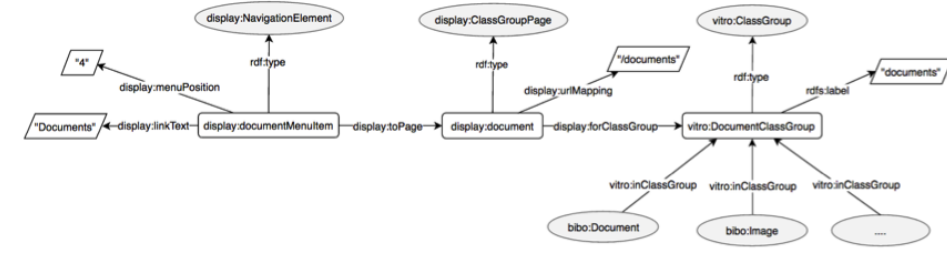 display:NavigationElement
display:ClassGroupPage
vitro:ClassGroup
"4"
rdf:type
rdf:type
"/documents"
rdf:type
"documents"
display:menuPosition
display:urlMapping
rdfs:label
"Documents"
display:linkText
display:documentMenuItem
display:toPage
display:document
display:forClassGroup
vitro:DocumentClassGroup
vitro:inClassGroup
vitro:inClassGroup
vitro:inClassGroup
bibo:Document
bibo:Image
....